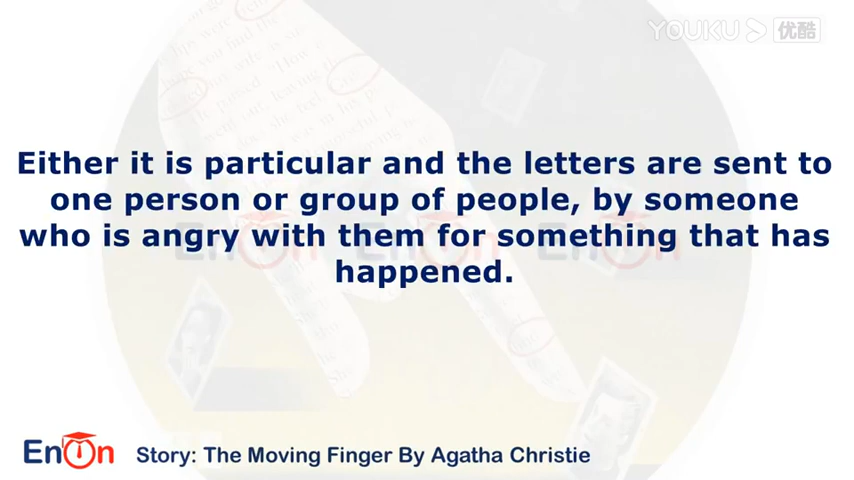 YOUKU 优酷
Either it is particular and the letters are sent to
one person or group of people, by someone
who is angry with them for something that has
happened.
EnOn
Story: The Moving Finger By Agatha Christie